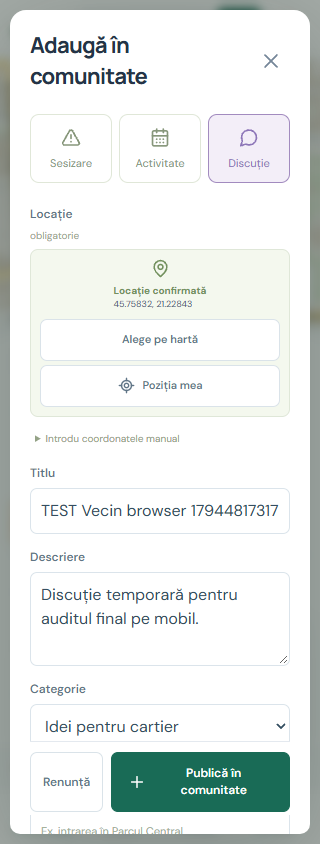 Adaugă în
comunitate
Sesizare
Activitate
Discuție
Locație
obligatorie
Locație confirmată
45.75832, 21.22843
Alege pe hartă
Poziția mea
Introdu coordonatele manual
Titlu
TEST Vecin browser 17944817317
Descriere
Discuție temporară pentru
auditul final pe mobil.
Categorie
Idei pentru cartier
Renunță
Publică în
comunitate
Ex. intrarea în Parcul Central